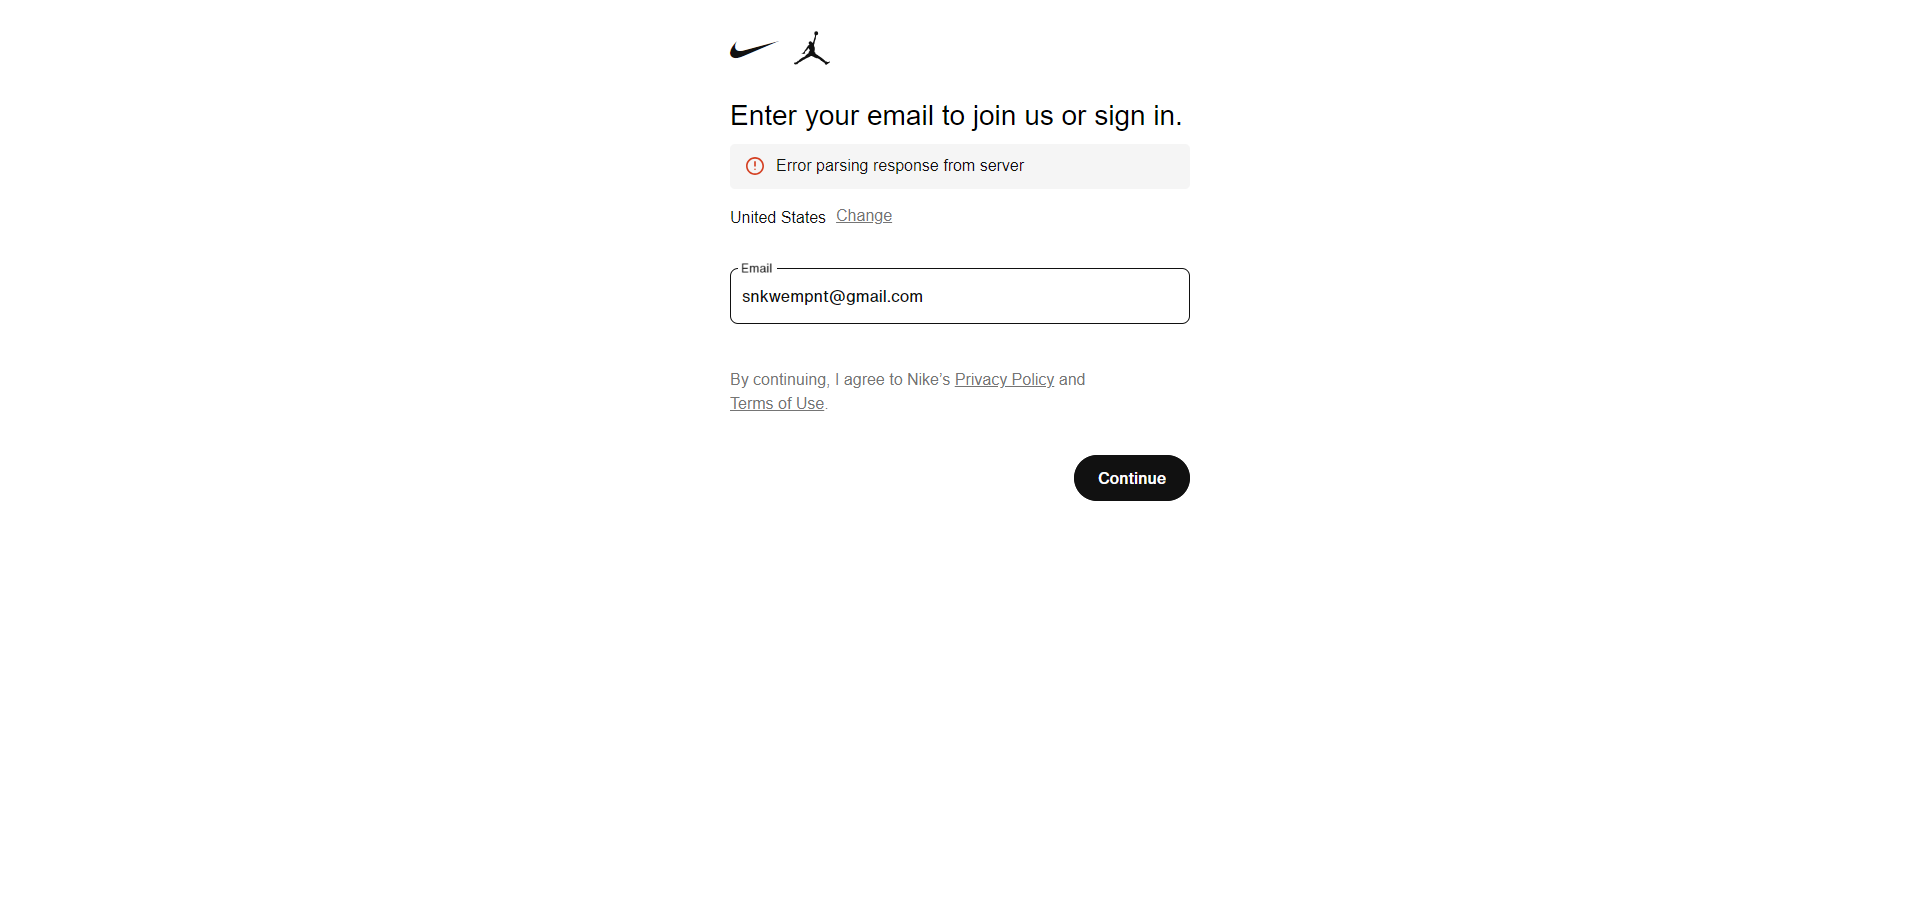 Enter your email to join us or sign in.
Error parsing response from server
United States Change
Email
snkwempnt@gmail.com
By continuing, I agree to Nike’s Privacy Policy and
Terms of Use.
Continue